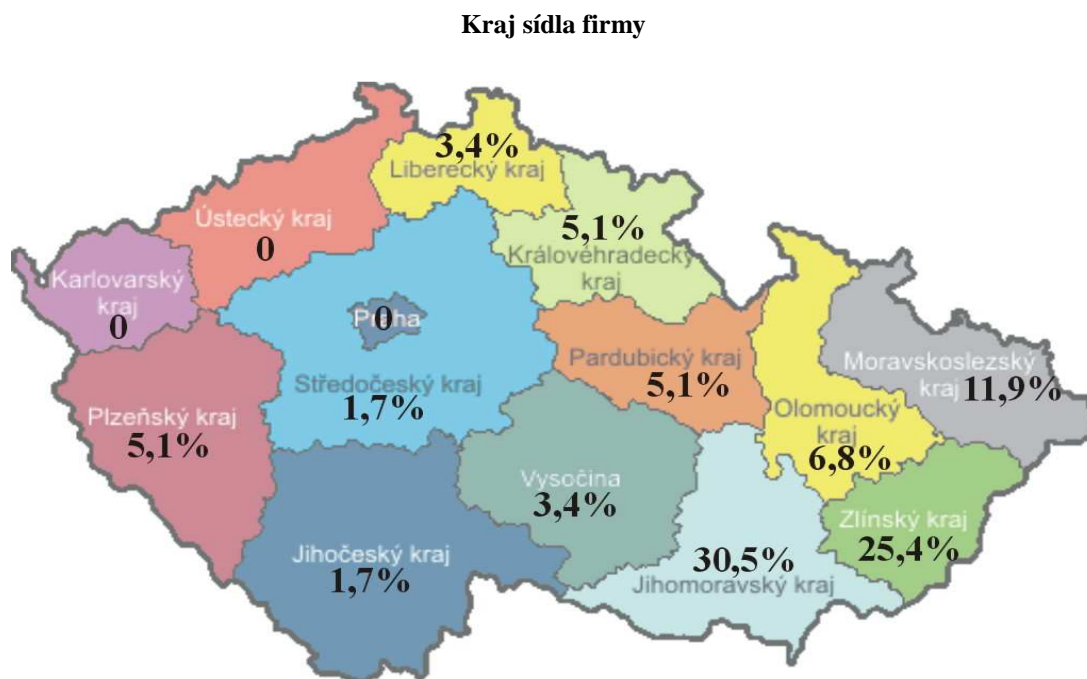 Kraj sídla firmy
3,4%
Liberecký kraj
Ústecký kraj
0
5,1%
Královéhradecký
kraj
Karlovarský
kraj
0
Praha
0
Středočeský kraj
1,7%
Pardubický kraj
5,1%
Moravskoslezský
kraj
11,9%
Plzeňský kraj
5,1%
Olomoucký
kraj
6,8%
Vysočina
3,4%
Zlínský kraj
25,4%
Jihočeský kraj
1,7%
30,5%
Jihomoravský kraj